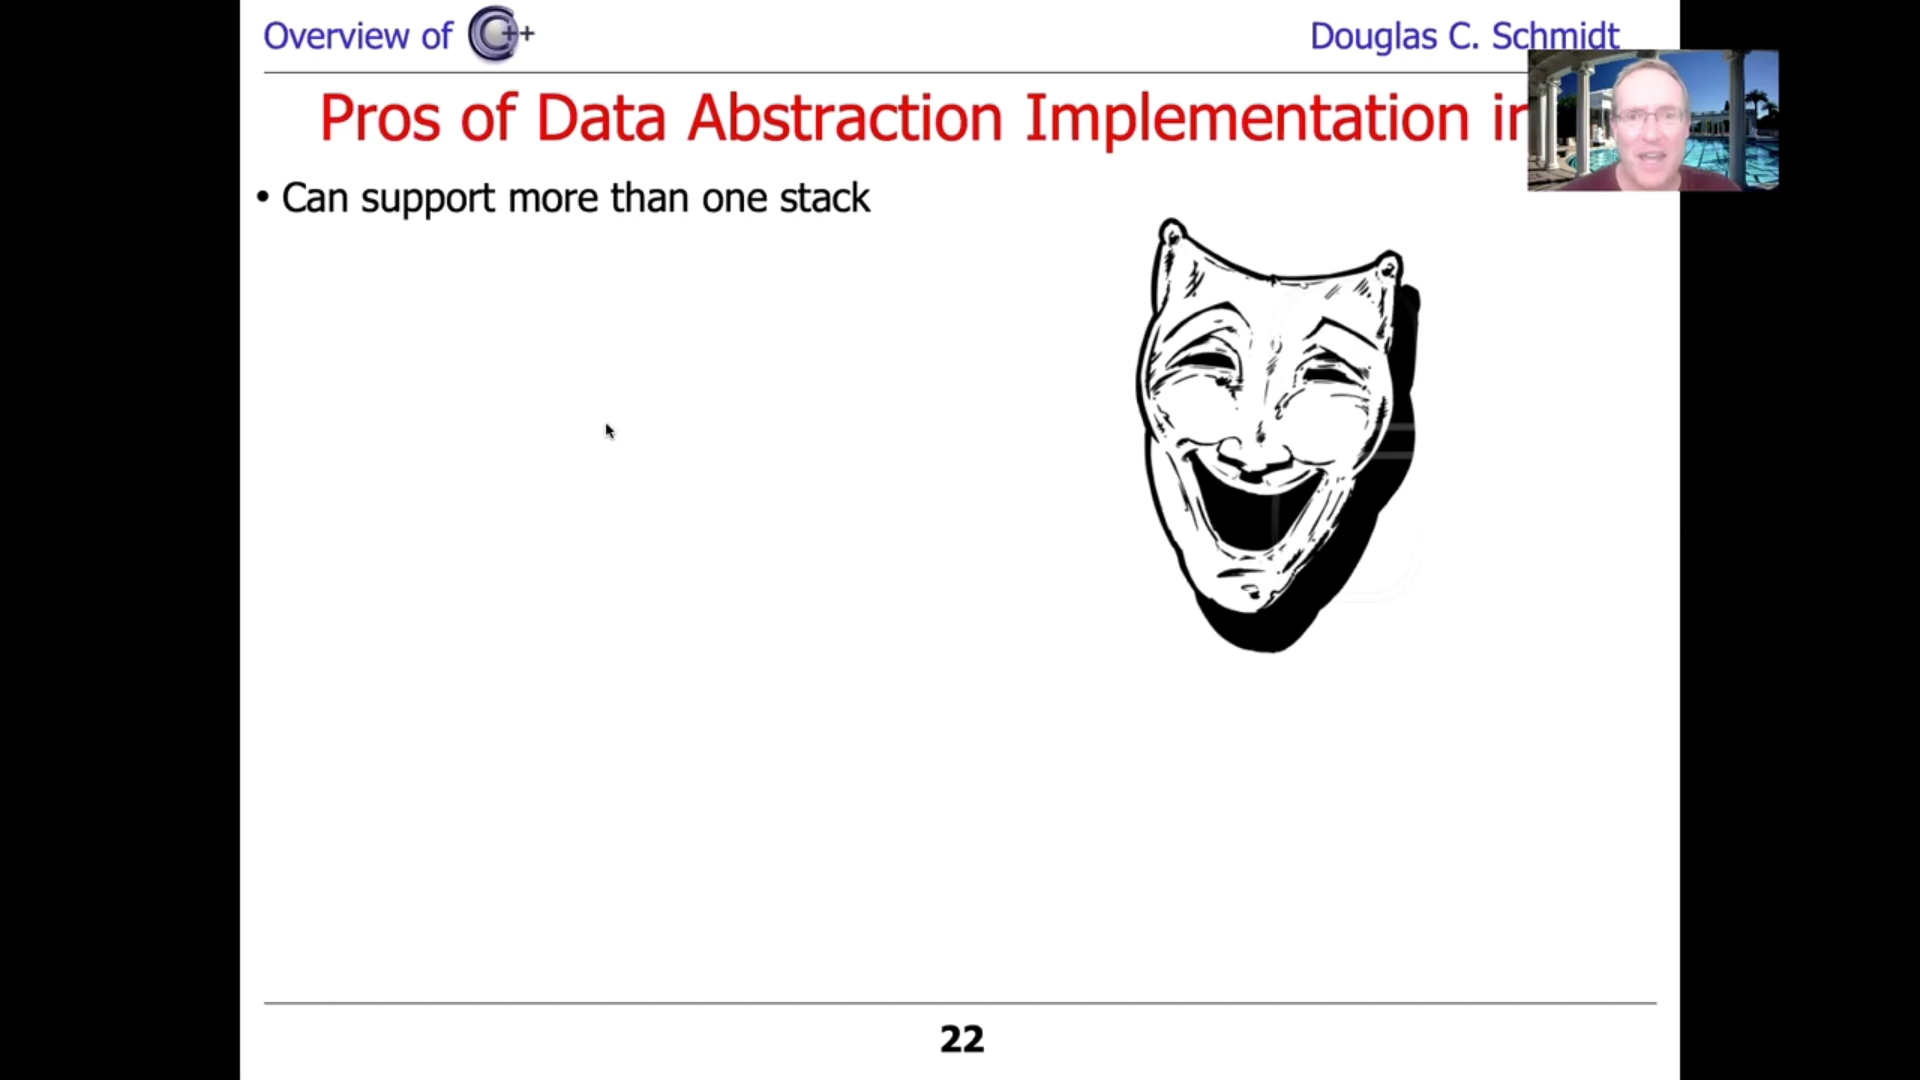 Overview of C++
Douglas C. Schmidt
Pros of Data Abstraction Implementation in
• Can support more than one stack
22